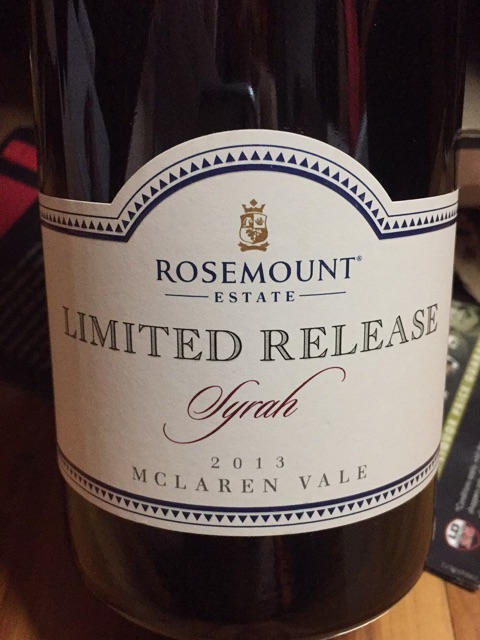 ROSEMOUNT®
ESTATE
LIMITED RELEASE
Syrah
2013
MCLAREN VALE